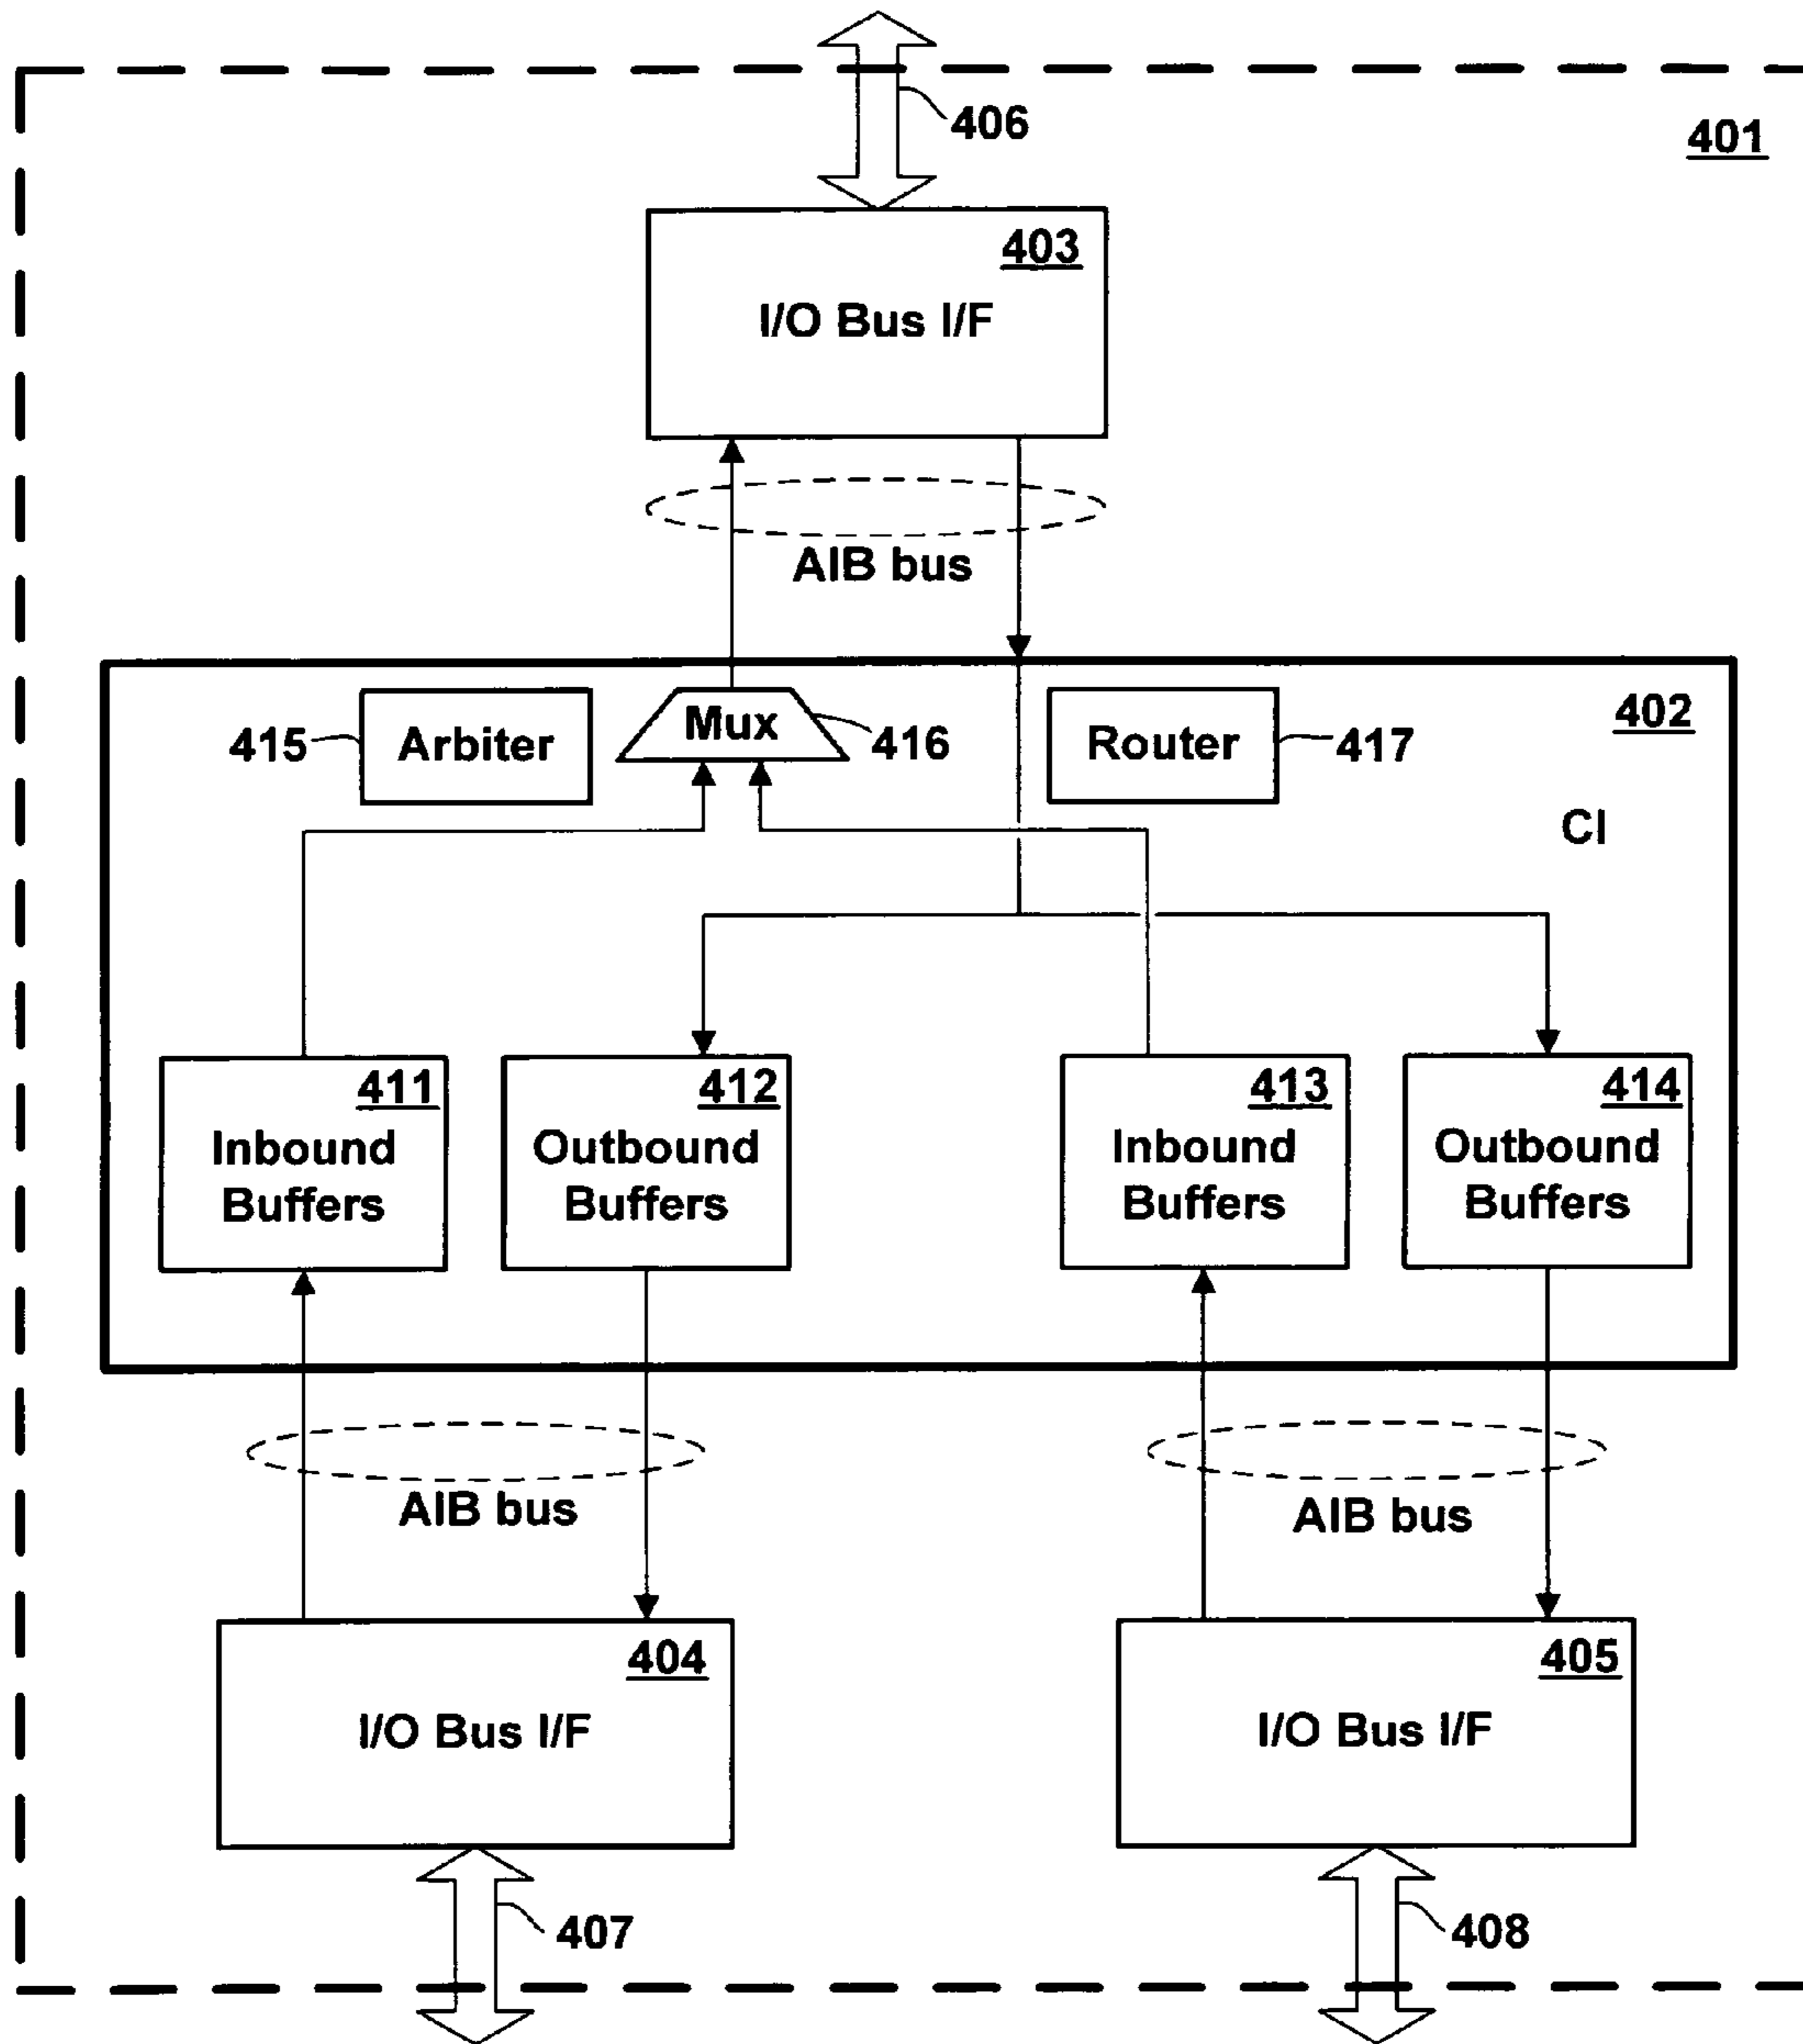 406
401
403
I/O Bus I/F
AIB bus
402
415
Arbiter
Mux
416
Router
417
CI
411
Inbound
Buffers
412
Outbound
Buffers
413
Inbound
Buffers
414
Outbound
Buffers
AIB bus
AIB bus
404
I/O Bus I/F
405
I/O Bus I/F
407
408